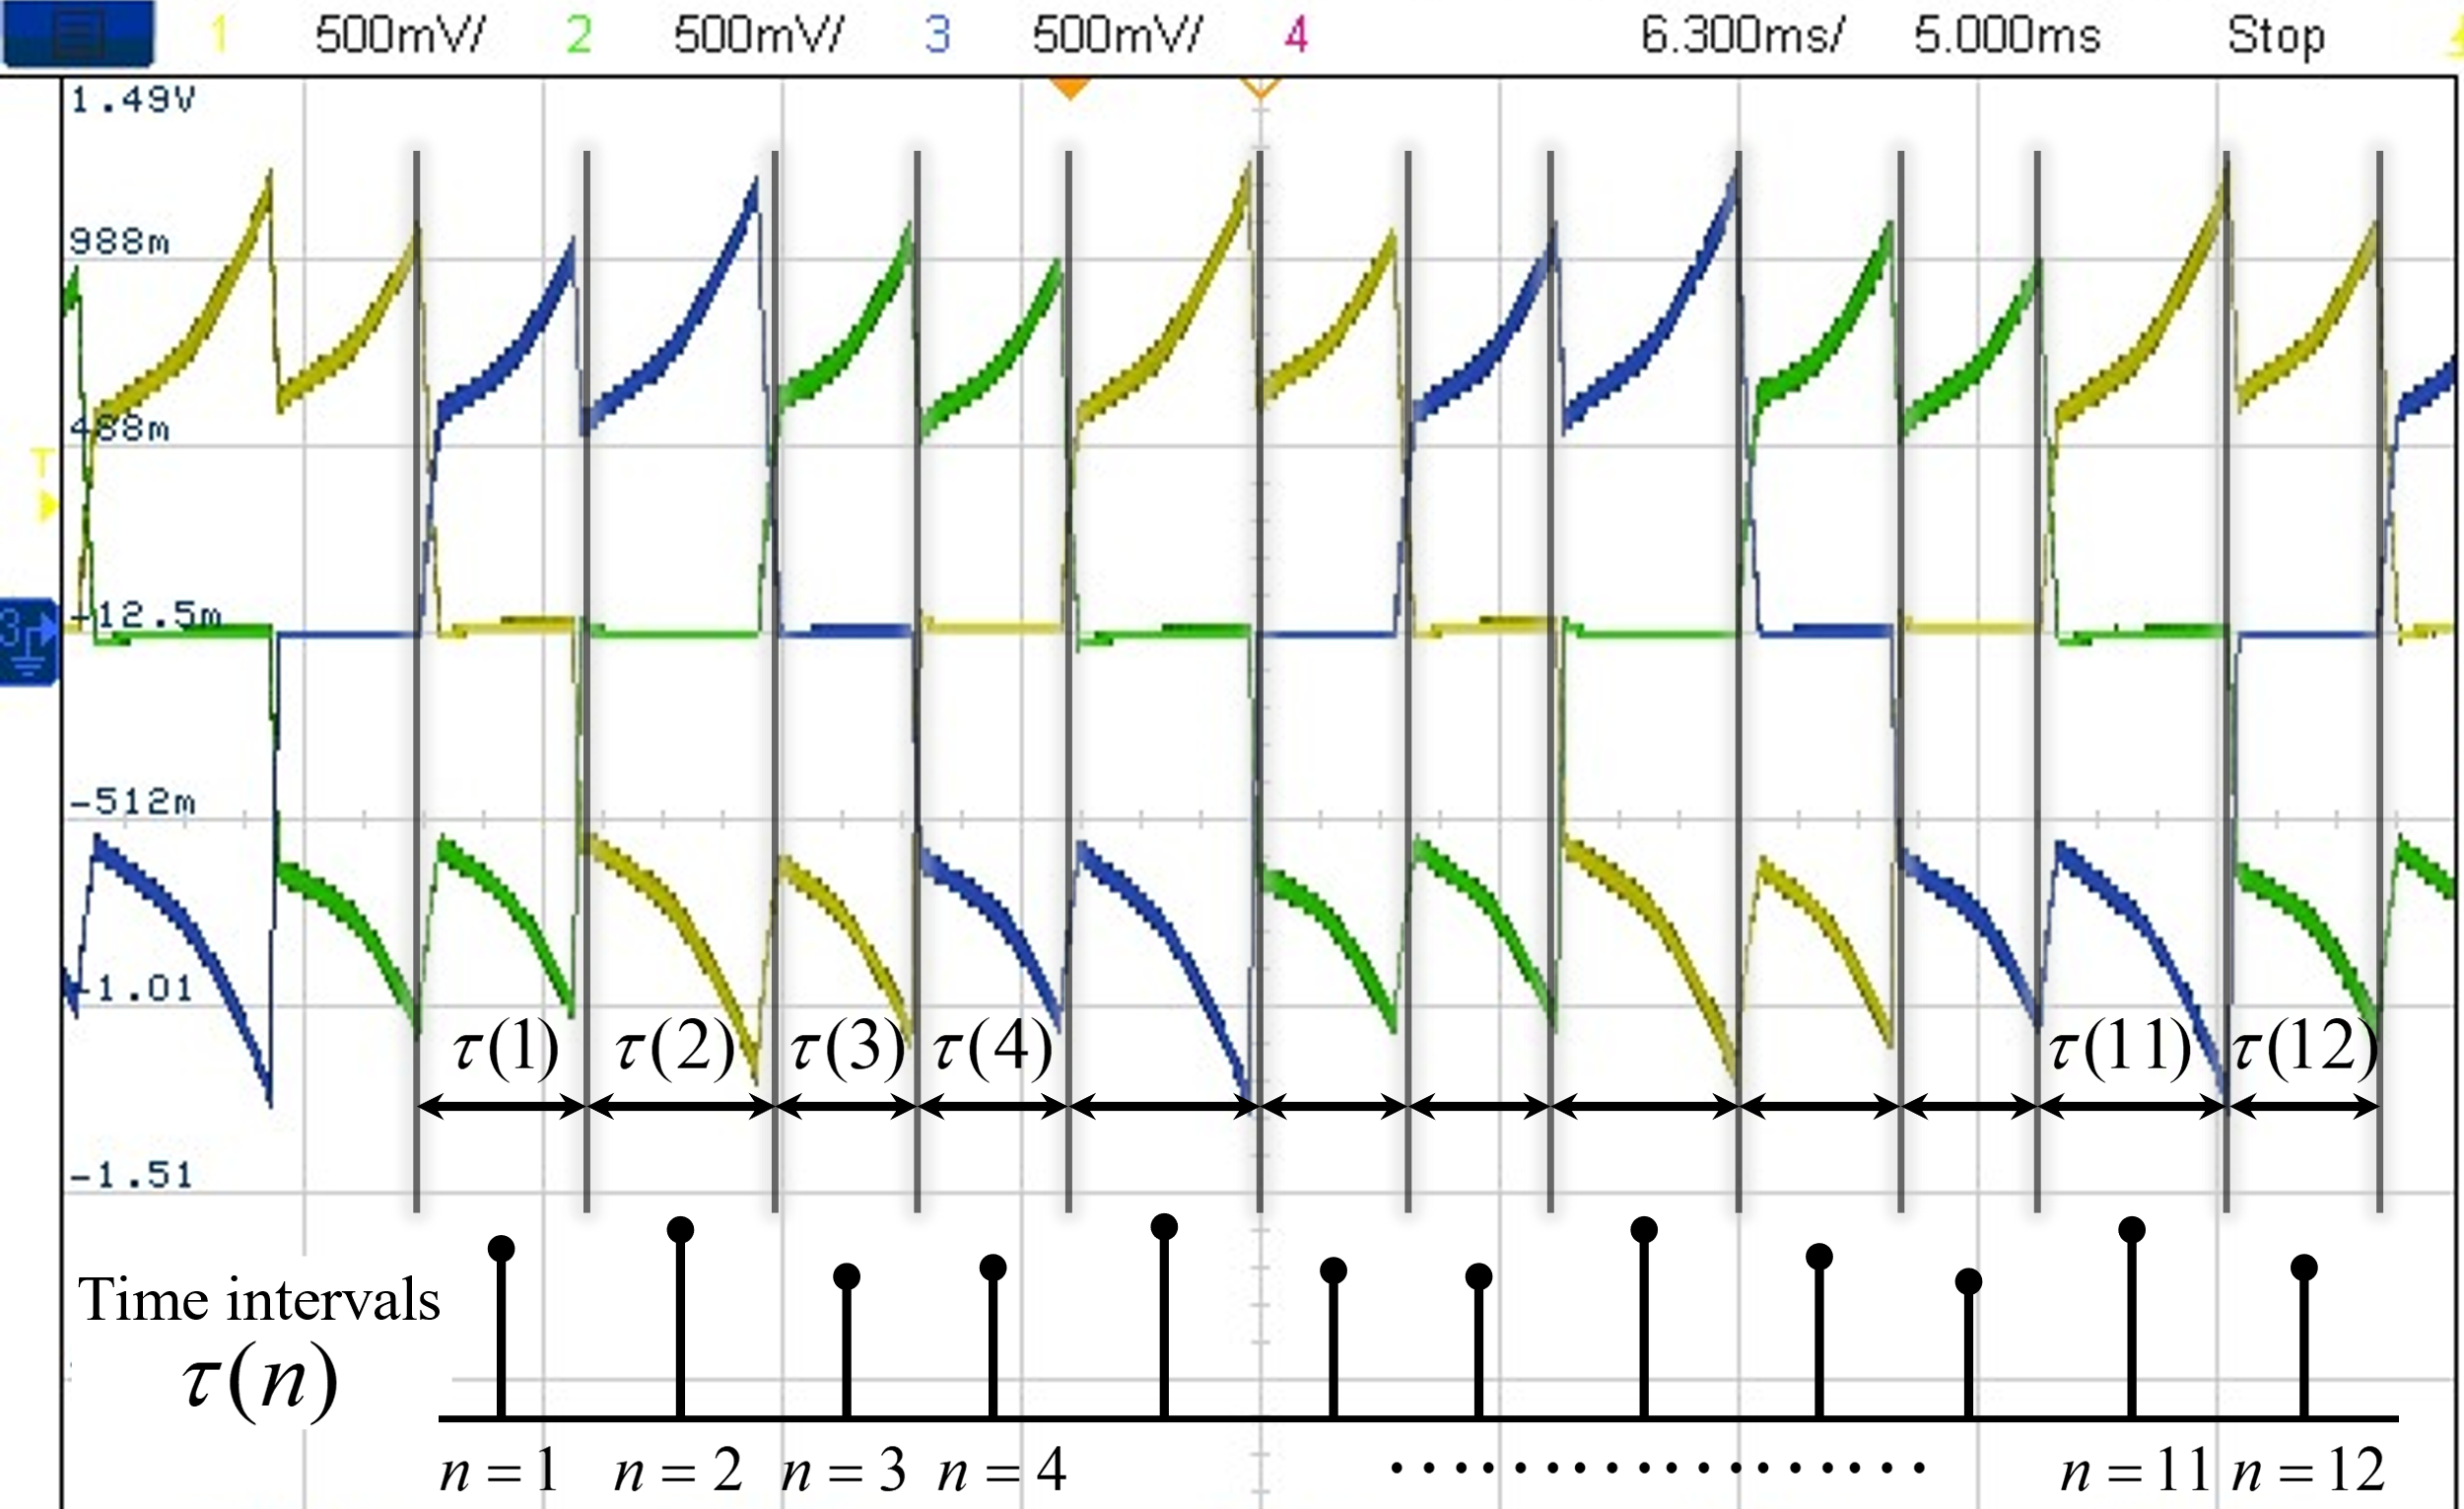 1 500mV/ 2 500mV/ 3 500mV/ 4 6.300ms/ 5.000ms Stop
1.49V
988m
488m
T
-12.5m
3
-512m
-1.01
τ(1) τ(2) τ(3) τ(4) τ(11) τ(12)
-1.51
Time intervals
τ(n)
n = 1 n = 2 n = 3 n = 4 n = 11 n = 12